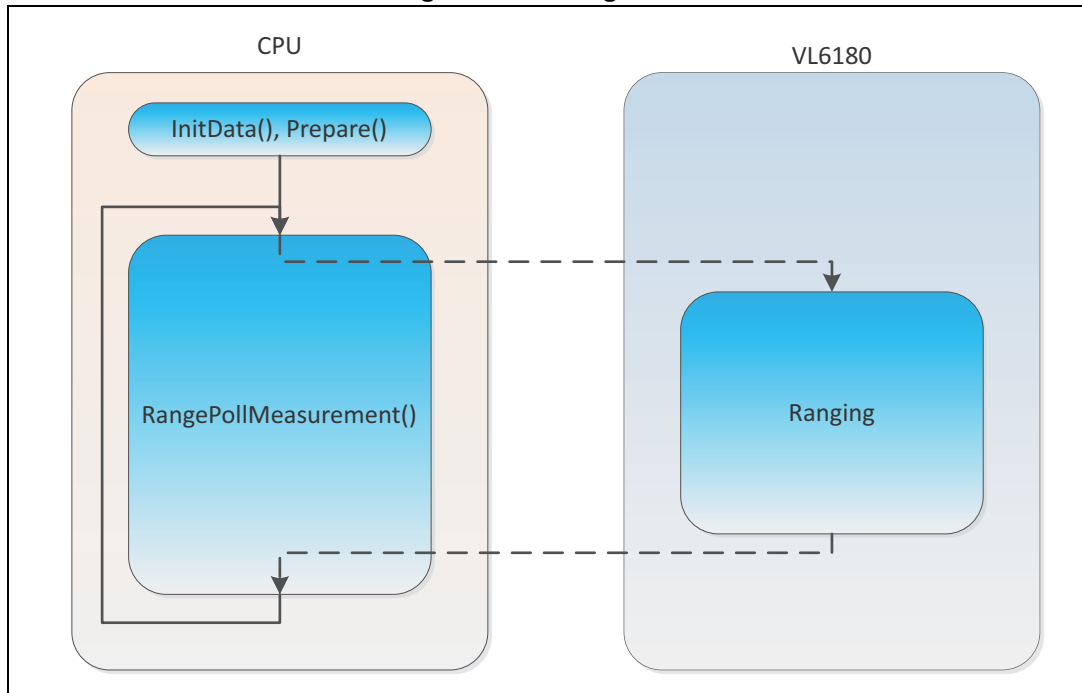 CPU
VL6180
InitData(), Prepare()
RangePollMeasurement()
Ranging